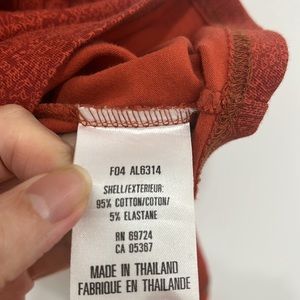 F04 AL6314
SHELL/EXTERIEUR:
95% COTTON/COTON/
5% ELASTANE
RN 69724
CA 05367
MADE IN THAILAND
FABRIQUE EN THAILANDE